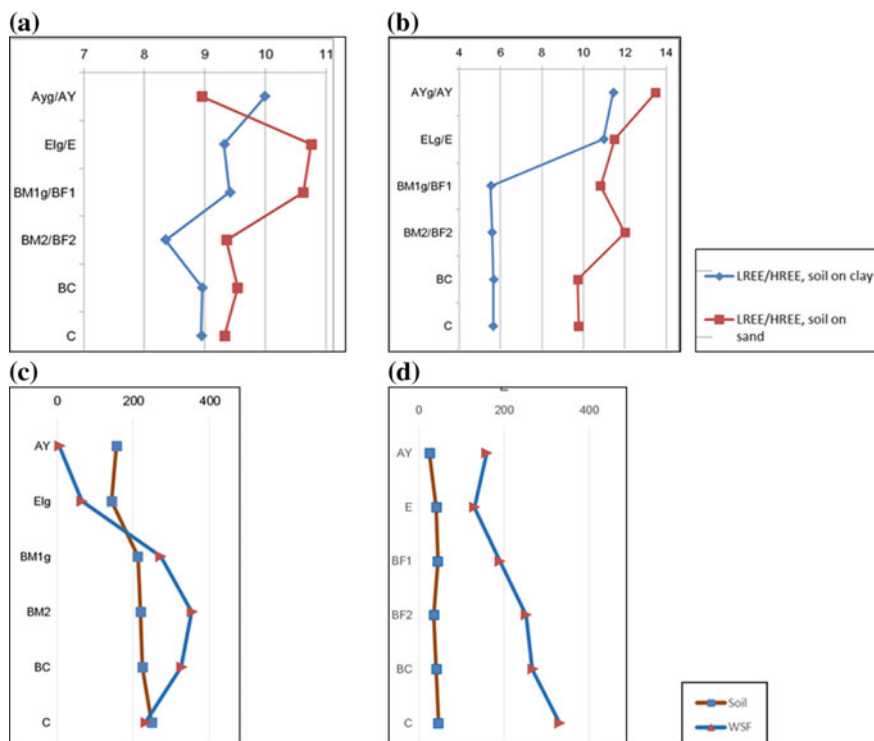 (a)
7 8 9 10 11
Ayg/AY
Elg/E
BM1g/BF1
BM2/BF2
BC
C
(b)
4 6 8 10 12 14
AYg/AY
ELg/E
BM1g/BF1
BM2/BF2
BC
C
LREE/HREE, soil on clay
LREE/HREE, soil on
sand
(c)
0 200 400
AY
Elg
BM1g
BM2
BC
C
(d)
0 200 400
AY
E
BF1
BF2
BC
C
Soil
WSF